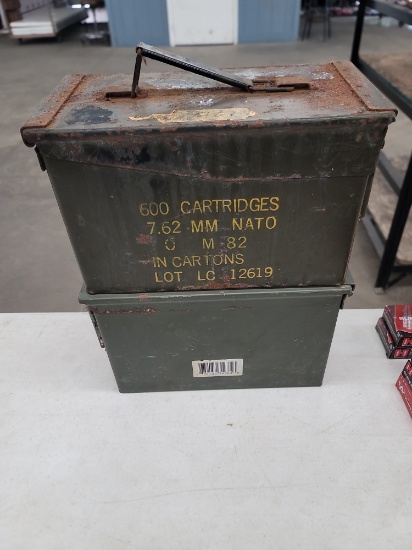 600 CARTRIDGES
7.62 MM NATO
M 82
IN CARTONS
LOT LC 12619